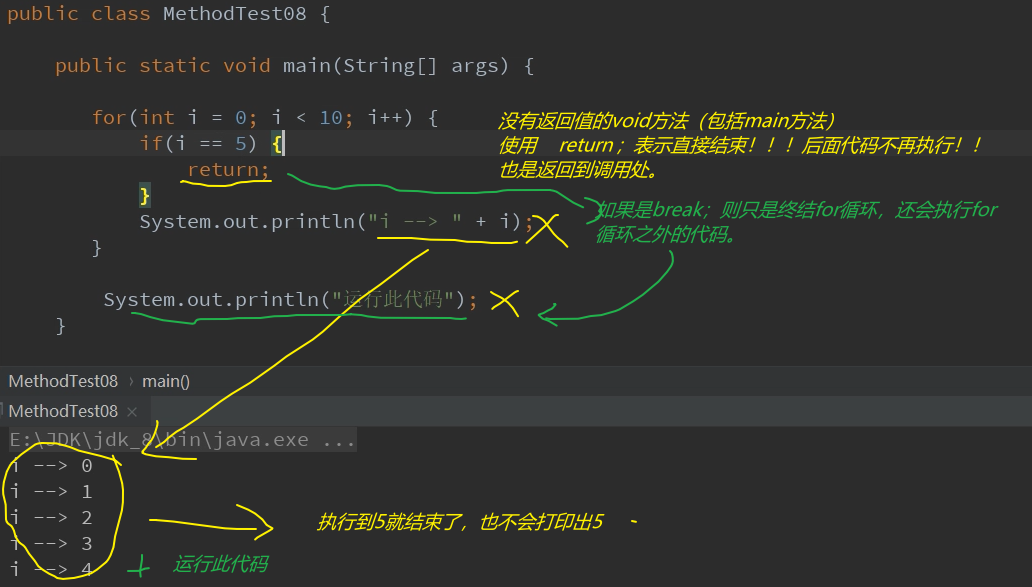 public class MethodTest08 {
public static void main(String[] args) {
for(int i = 0; i < 10; i++) {
没有返回值的void方法（包括main方法）
if(i == 5) {
使用 return；表示直接结束！！！后面代码不再执行！！
return;
也是返回到调用处。
}
如果是break；则只是终结for循环，还会执行for
System.out.println("i --> " + i);
循环之外的代码。
}
System.out.println("运行此代码");
}
MethodTest08 › main()
MethodTest08 ×
E:\JDK\jdk_8\bin\java.exe ...
i --> 0
i --> 1
i --> 2
执行到5就结束了，也不会打印出5
i --> 3
i --> 4
运行此代码